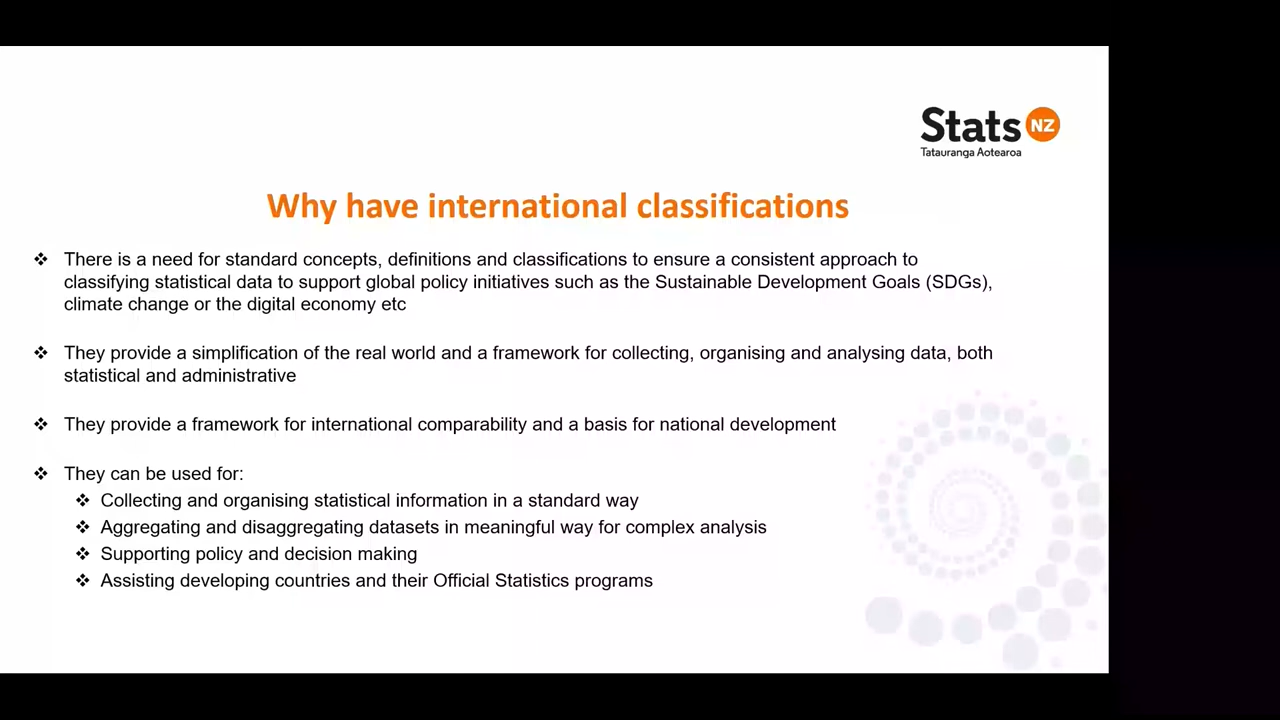 Stats NZ
Tatauranga Aotearoa
Why have international classifications
❖ There is a need for standard concepts, definitions and classifications to ensure a consistent approach to
classifying statistical data to support global policy initiatives such as the Sustainable Development Goals (SDGs),
climate change or the digital economy etc
❖ They provide a simplification of the real world and a framework for collecting, organising and analysing data, both
statistical and administrative
❖ They provide a framework for international comparability and a basis for national development
❖ They can be used for:
❖ Collecting and organising statistical information in a standard way
❖ Aggregating and disaggregating datasets in meaningful way for complex analysis
❖ Supporting policy and decision making
❖ Assisting developing countries and their Official Statistics programs